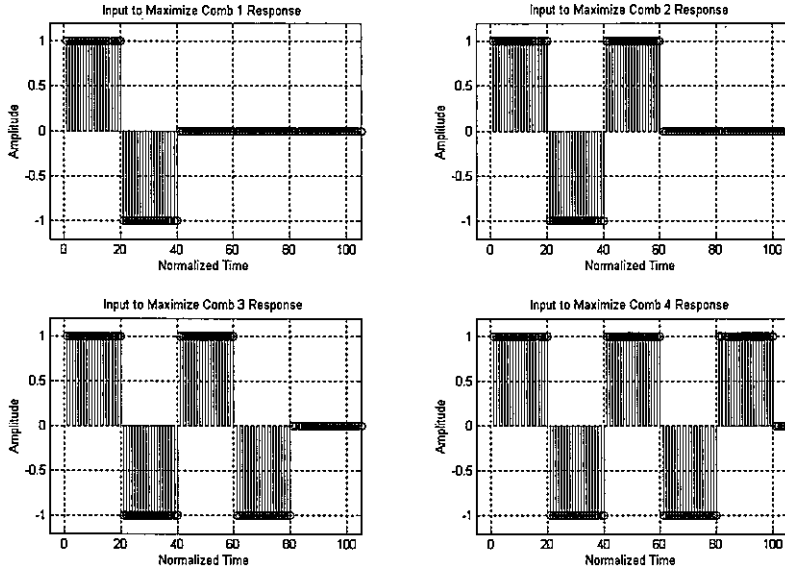 Input to Maximize Comb 1 Response
1
0.5
0
-0.5
-1
Amplitude
0 20 40 60 80 100
Normalized Time
Input to Maximize Comb 2 Response
1
0.5
0
-0.5
-1
Amplitude
0 20 40 60 80 100
Normalized Time
Input to Maximize Comb 3 Response
1
0.5
0
-0.5
-1
Amplitude
0 20 40 60 80 100
Normalized Time
Input to Maximize Comb 4 Response
1
0.5
0
-0.5
-1
Amplitude
0 20 40 60 80 100
Normalized Time